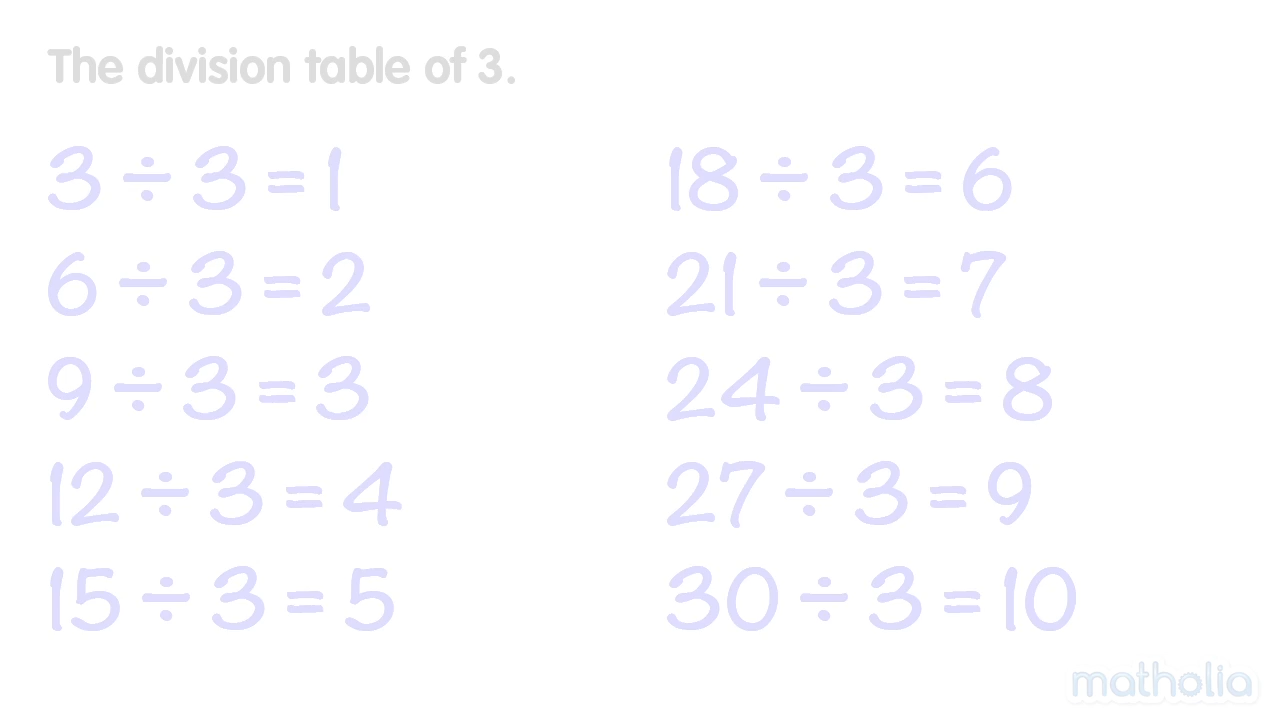 The division table of 3.
3 ÷ 3 = 1
6 ÷ 3 = 2
9 ÷ 3 = 3
12 ÷ 3 = 4
15 ÷ 3 = 5
18 ÷ 3 = 6
21 ÷ 3 = 7
24 ÷ 3 = 8
27 ÷ 3 = 9
30 ÷ 3 = 10
matholia